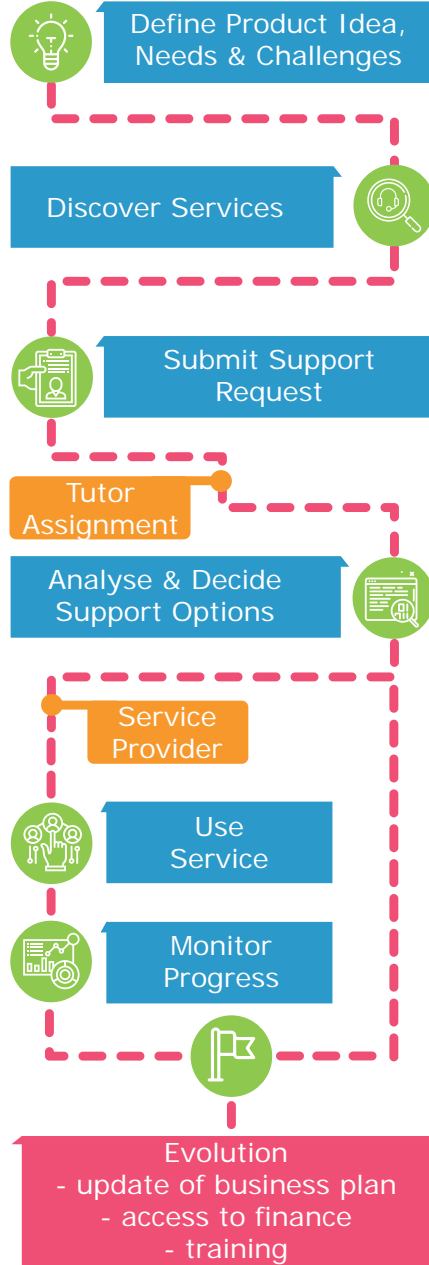 Define Product Idea,
Needs & Challenges
Discover Services
Submit Support
Request
Tutor
Assignment
Analyse & Decide
Support Options
Service
Provider
Use
Service
Monitor
Progress
Evolution
- update of business plan
- access to finance
- training